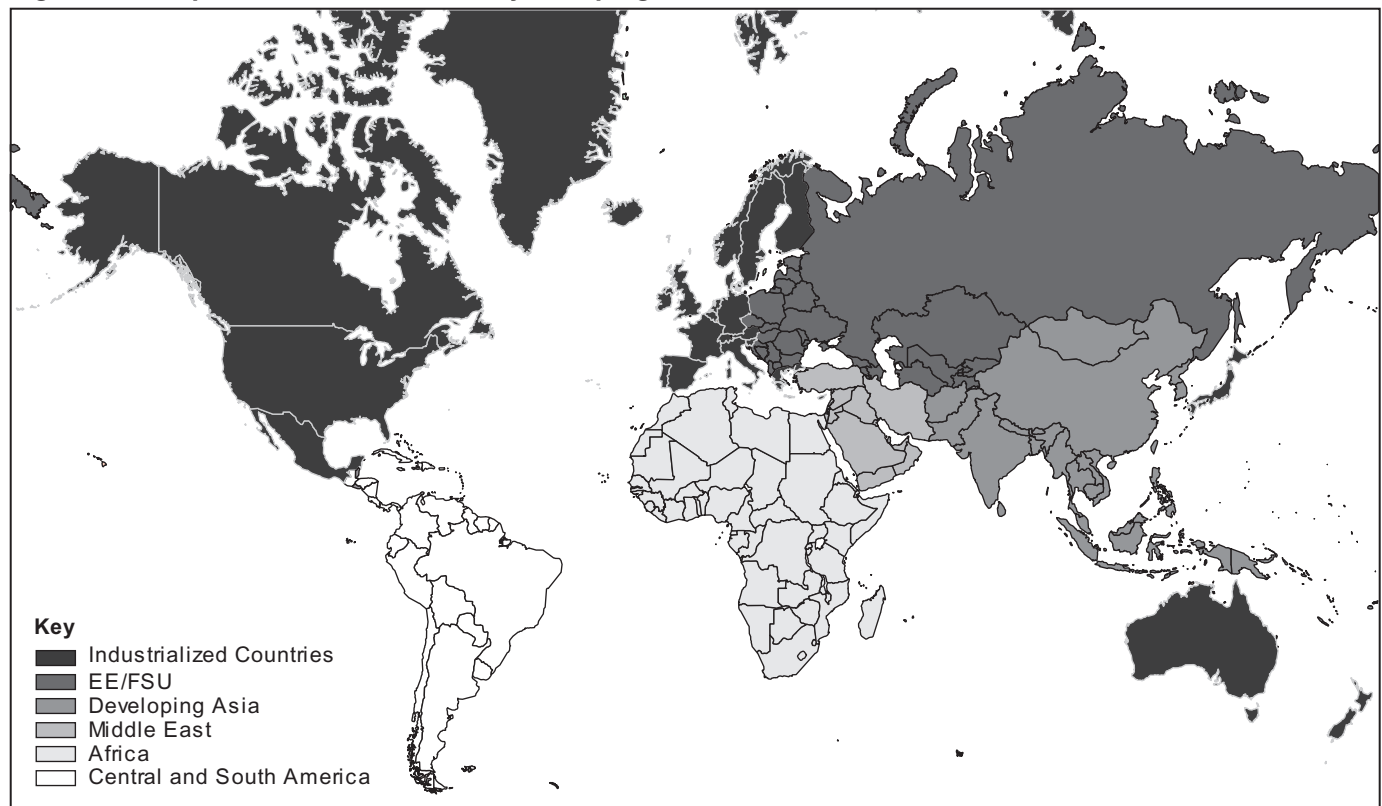 Key
Industrialized Countries
EE/FSU
Developing Asia
Middle East
Africa
Central and South America